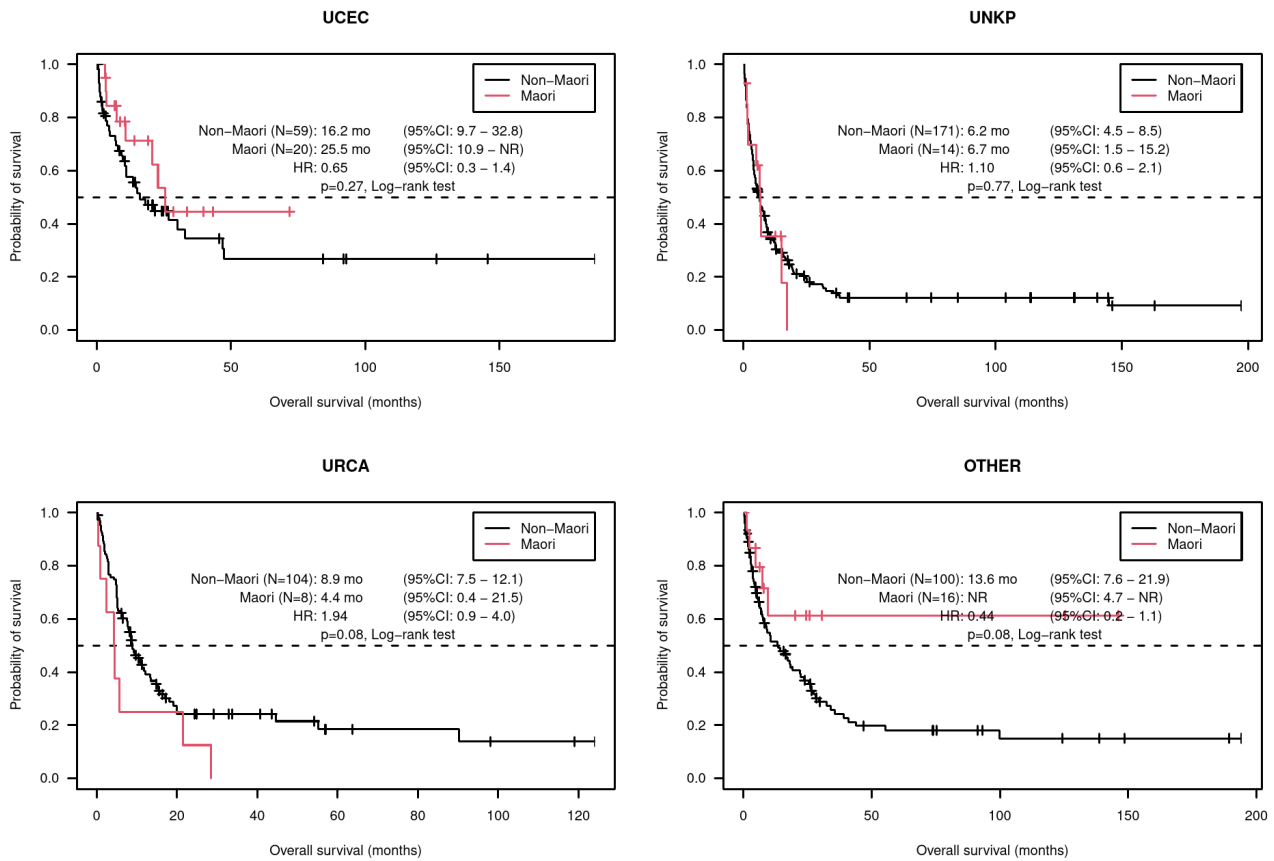 UCEC
Probability of survival
1.0
0.8
0.6
0.4
0.2
0.0
Non−Maori
Maori
Non−Maori (N=59): 16.2 mo (95%CI: 9.7 − 32.8)
Maori (N=20): 25.5 mo (95%CI: 10.9 − NR)
HR: 0.65 (95%CI: 0.3 − 1.4)
p=0.27, Log−rank test
0 50 100 150
Overall survival (months)
UNKP
Probability of survival
1.0
0.8
0.6
0.4
0.2
0.0
Non−Maori
Maori
Non−Maori (N=171): 6.2 mo (95%CI: 4.5 − 8.5)
Maori (N=14): 6.7 mo (95%CI: 1.5 − 15.2)
HR: 1.10 (95%CI: 0.6 − 2.1)
p=0.77, Log−rank test
0 50 100 150 200
Overall survival (months)
URCA
Probability of survival
1.0
0.8
0.6
0.4
0.2
0.0
Non−Maori
Maori
Non−Maori (N=104): 8.9 mo (95%CI: 7.5 − 12.1)
Maori (N=8): 4.4 mo (95%CI: 0.4 − 21.5)
HR: 1.94 (95%CI: 0.9 − 4.0)
p=0.08, Log−rank test
0 20 40 60 80 100 120
Overall survival (months)
OTHER
Probability of survival
1.0
0.8
0.6
0.4
0.2
0.0
Non−Maori
Maori
Non−Maori (N=100): 13.6 mo (95%CI: 7.6 − 21.9)
Maori (N=16): NR (95%CI: 4.7 − NR)
HR: 0.44 (95%CI: 0.2 − 1.1)
p=0.08, Log−rank test
0 50 100 150 200
Overall survival (months)